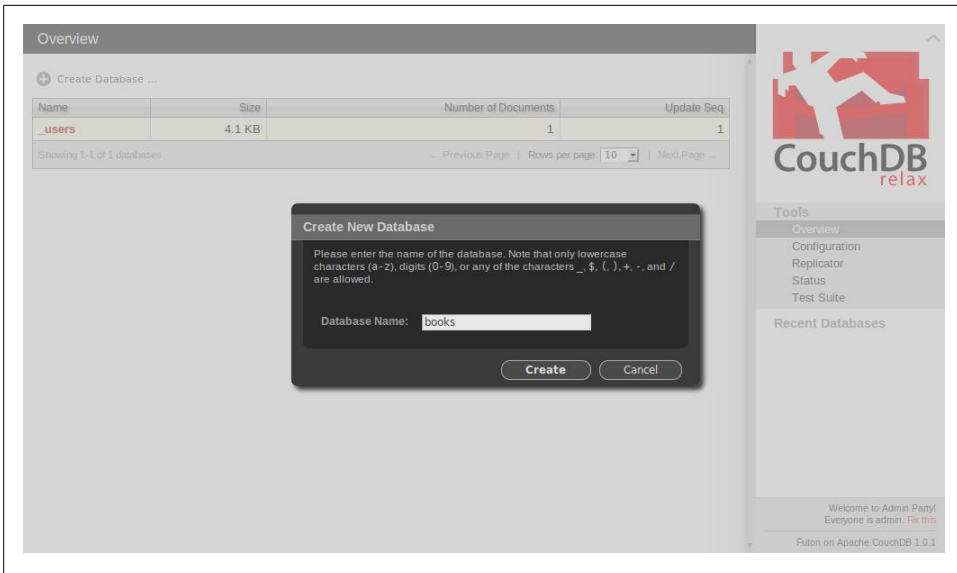 Overview
Create Database ...
Name Size Number of Documents Update Seq
_users 4.1 KB 1 1
Showing 1-1 of 1 databases ← Previous Page | Rows per page: 10 | Next Page →
Create New Database
Please enter the name of the database. Note that only lowercase
characters (a-z), digits (0-9), or any of the characters _, $, (, ), +, -, and /
are allowed.
Database Name: books
Create Cancel
CouchDB
relax
Tools
Overview
Configuration
Replicator
Status
Test Suite
Recent Databases
Welcome to Admin Party!
Everyone is admin. Fix this
Futon on Apache CouchDB 1.0.1